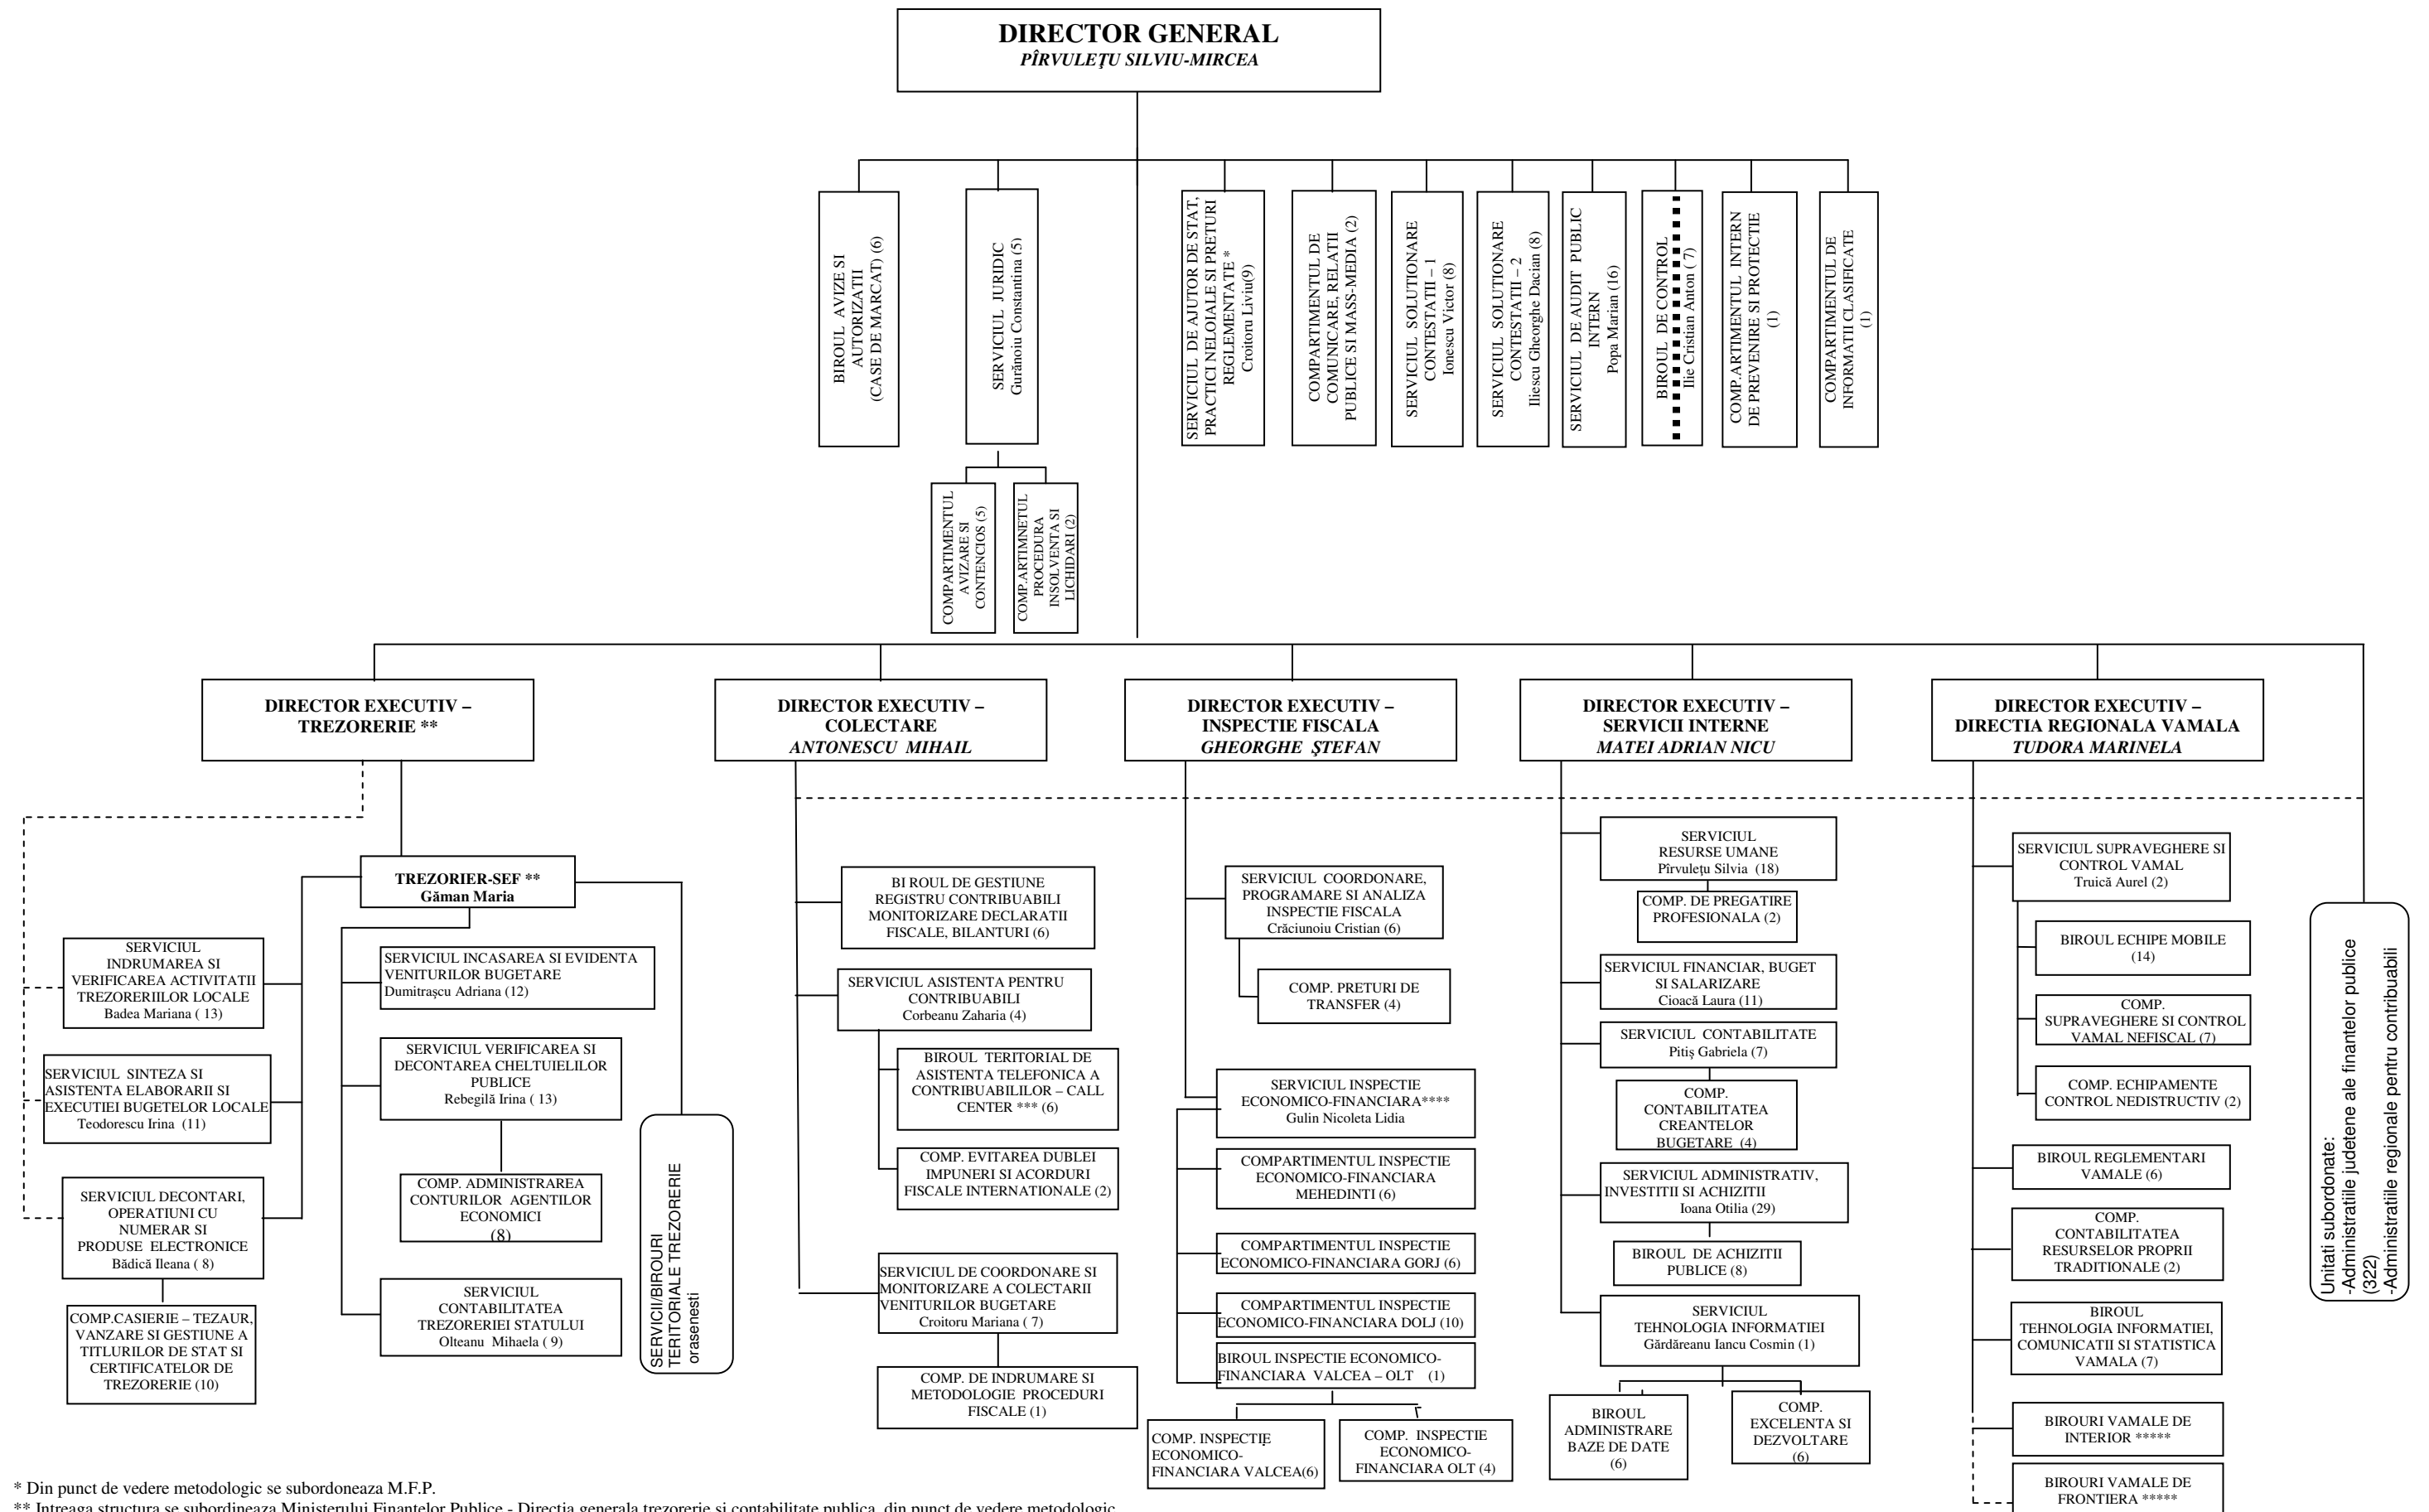 DIRECTOR GENERAL
PÎRVULEŢU SILVIU-MIRCEA
BIROUL AVIZE SI
AUTORIZATII
(CASE DE MARCAT) (6)
SERVICIUL JURIDIC
Gurănoiu Constantina (5)
SERVICIUL DE AJUTOR DE STAT,
PRACTICI NELOIALE SI PRETURI
REGLEMENTATE *
Croitoru Liviu(9)
COMPARTIMENTUL DE
COMUNICARE, RELATII
PUBLICE SI MASS-MEDIA (2)
SERVICIUL SOLUTIONARE
CONTESTATII – 1
Ionescu Victor (8)
SERVICIUL SOLUTIONARE
CONTESTATII – 2
Iliescu Gheorghe Dacian (8)
SERVICIUL DE AUDIT PUBLIC
INTERN
Popa Marian (16)
BIROUL DE CONTROL
Ilie Cristian Anton ( 7)
COMP.ARTIMENTUL INTERN
DE PREVENIRE SI PROTECTIE
(1)
COMPARTIMENTUL DE
INFORMATII CLASIFICATE
(1)
COMPARTIMENTUL
AVIZARE SI
CONTENCIOS (5)
COMP.ARTIMNETUL
PROCEDURA
INSOLVENTA SI
LICHIDARI (2)
DIRECTOR EXECUTIV –
TREZORERIE **
DIRECTOR EXECUTIV –
COLECTARE
ANTONESCU MIHAIL
DIRECTOR EXECUTIV –
INSPECTIE FISCALA
GHEORGHE ŞTEFAN
DIRECTOR EXECUTIV –
SERVICII INTERNE
MATEI ADRIAN NICU
DIRECTOR EXECUTIV –
DIRECTIA REGIONALA VAMALA
TUDORA MARINELA
TREZORIER-SEF **
Găman Maria
SERVICIUL
INDRUMAREA SI
VERIFICAREA ACTIVITATII
TREZORERIILOR LOCALE
Badea Mariana ( 13)
SERVICIUL SINTEZA SI
ASISTENTA ELABORARII SI
EXECUTIEI BUGETELOR LOCALE
Teodorescu Irina (11)
SERVICIUL DECONTARI,
OPERATIUNI CU
NUMERAR SI
PRODUSE ELECTRONICE
Bădică Ileana ( 8)
COMP.CASIERIE – TEZAUR,
VANZARE SI GESTIUNE A
TITLURILOR DE STAT SI
CERTIFICATELOR DE
TREZORERIE (10)
SERVICIUL INCASAREA SI EVIDENTA
VENITURILOR BUGETARE
Dumitraşcu Adriana (12)
SERVICIUL VERIFICAREA SI
DECONTAREA CHELTUIELILOR
PUBLICE
Rebegilă Irina ( 13)
COMP. ADMINISTRAREA
CONTURILOR AGENTILOR
ECONOMICI
(8)
SERVICIUL
CONTABILITATEA
TREZORERIEI STATULUI
Olteanu Mihaela ( 9)
SERVICII/BIROURI
TERITORIALE TREZORERIE
orasenesti
BI ROUL DE GESTIUNE
REGISTRU CONTRIBUABILI
MONITORIZARE DECLARATII
FISCALE, BILANTURI (6)
SERVICIUL ASISTENTA PENTRU
CONTRIBUABILI
Corbeanu Zaharia (4)
BIROUL TERITORIAL DE
ASISTENTA TELEFONICA A
CONTRIBUABILILOR – CALL
CENTER *** (6)
COMP. EVITAREA DUBLEI
IMPUNERI SI ACORDURI
FISCALE INTERNATIONALE (2)
SERVICIUL DE COORDONARE SI
MONITORIZARE A COLECTARII
VENITURILOR BUGETARE
Croitoru Mariana ( 7)
COMP. DE INDRUMARE SI
METODOLOGIE PROCEDURI
FISCALE (1)
SERVICIUL COORDONARE,
PROGRAMARE SI ANALIZA
INSPECTIE FISCALA
Crăciunoiu Cristian (6)
COMP. PRETURI DE
TRANSFER (4)
SERVICIUL INSPECTIE
ECONOMICO-FINANCIARA****
Gulin Nicoleta Lidia
COMPARTIMENTUL INSPECTIE
ECONOMICO-FINANCIARA
MEHEDINTI (6)
COMPARTIMENTUL INSPECTIE
ECONOMICO-FINANCIARA GORJ (6)
COMPARTIMENTUL INSPECTIE
ECONOMICO-FINANCIARA DOLJ (10)
BIROUL INSPECTIE ECONOMICO-
FINANCIARA VALCEA – OLT (1)
COMP. INSPECTIE
ECONOMICO-
FINANCIARA VALCEA(6)
COMP. INSPECTIE
ECONOMICO-
FINANCIARA OLT (4)
SERVICIUL
RESURSE UMANE
Pîrvuleţu Silvia (18)
COMP. DE PREGATIRE
PROFESIONALA (2)
SERVICIUL FINANCIAR, BUGET
SI SALARIZARE
Cioacă Laura (11)
SERVICIUL CONTABILITATE
Pitiş Gabriela (7)
COMP.
CONTABILITATEA
CREANTELOR
BUGETARE (4)
SERVICIUL ADMINISTRATIV,
INVESTITII SI ACHIZITII
Ioana Otilia (29)
BIROUL DE ACHIZITII
PUBLICE (8)
SERVICIUL
TEHNOLOGIA INFORMATIEI
Gărdăreanu Iancu Cosmin (1)
BIROUL
ADMINISTRARE
BAZE DE DATE
(6)
COMP.
EXCELENTA SI
DEZVOLTARE
(6)
SERVICIUL SUPRAVEGHERE SI
CONTROL VAMAL
Truică Aurel (2)
BIROUL ECHIPE MOBILE
(14)
COMP.
SUPRAVEGHERE SI CONTROL
VAMAL NEFISCAL (7)
COMP. ECHIPAMENTE
CONTROL NEDISTRUCTIV (2)
BIROUL REGLEMENTARI
VAMALE (6)
COMP.
CONTABILITATEA
RESURSELOR PROPRII
TRADITIONALE (2)
BIROUL
TEHNOLOGIA INFORMATIEI,
COMUNICATII SI STATISTICA
VAMALA (7)
BIROURI VAMALE DE
INTERIOR *****
BIROURI VAMALE DE
FRONTIERA *****
Unitati subordonate:
-Administratiile judetene ale finantelor publice
(322)
-Administratiile regionale pentru contribuabili
* Din punct de vedere metodologic se subordoneaza M.F.P.
** Intreaga structura se subordineaza Ministerului Finantelor Publice - Directia generala trezorerie si contabilitate publica, din punct de vedere metodologic